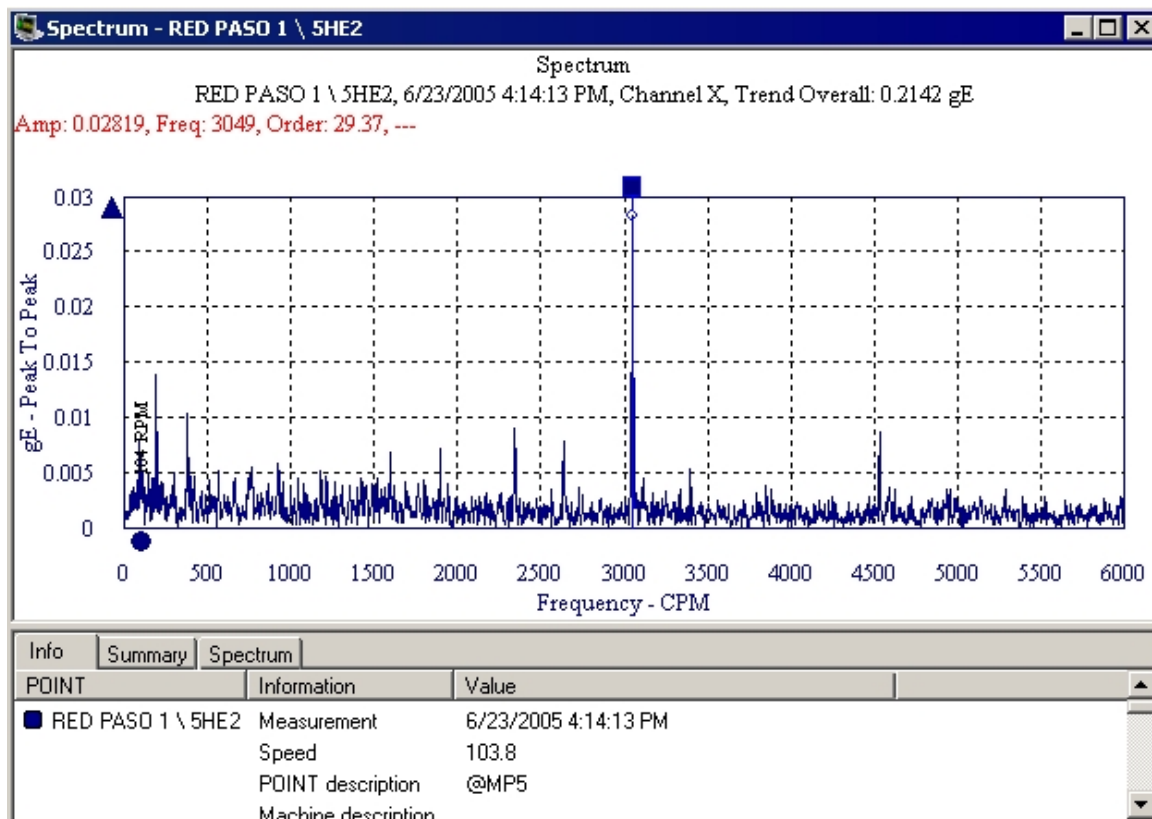 Spectrum - RED PASO 1 \ 5HE2
Spectrum
RED PASO 1 \ 5HE2, 6/23/2005 4:14:13 PM, Channel X, Trend Overall: 0.2142 gE
Amp: 0.02819, Freq: 3049, Order: 29.37, ---
0.03
0.025
0.02
0.015
0.01
0.005
0
gE - Peak To Peak
104 RPM
0 500 1000 1500 2000 2500 3000 3500 4000 4500 5000 5500 6000
Frequency - CPM
Info Summary Spectrum
POINT Information Value
RED PASO 1 \ 5HE2 Measurement 6/23/2005 4:14:13 PM
Speed 103.8
POINT description @MP5
Machine description